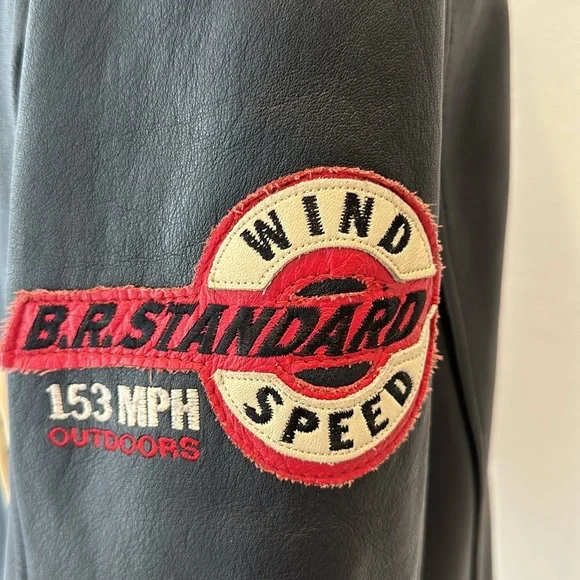 WIND
B.R.STANDARD
SPEED
153 MPH
OUTDOORS